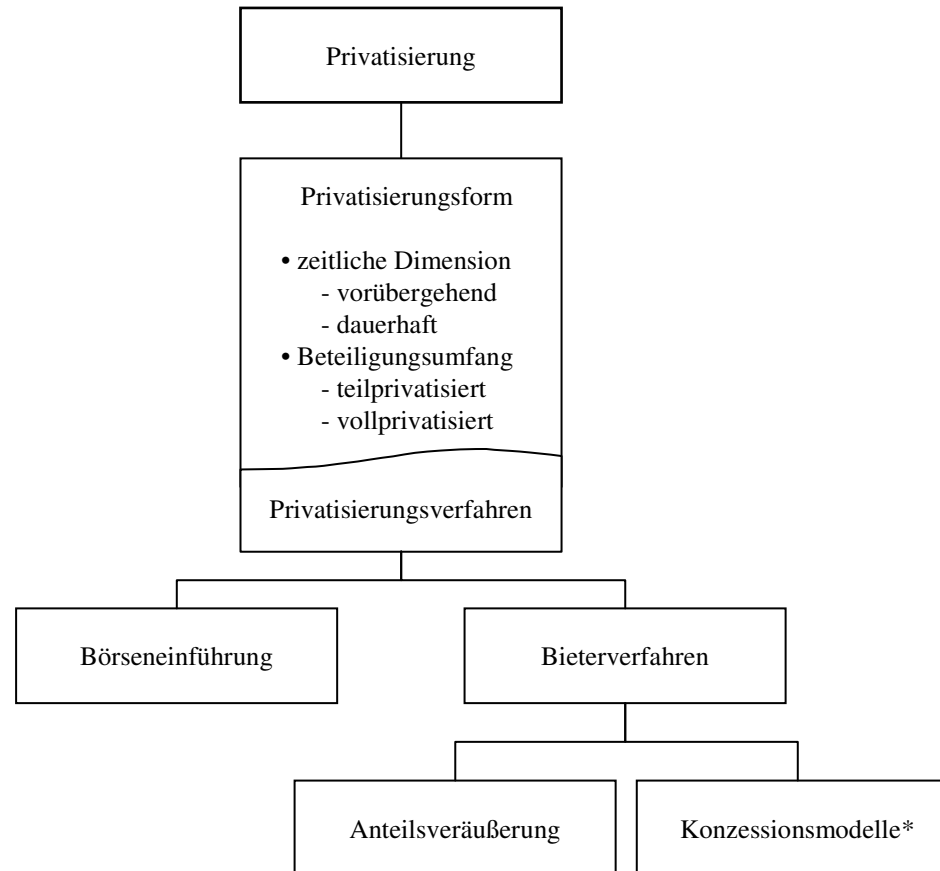 Privatisierung
Privatisierungsform
• zeitliche Dimension
- vorübergehend
- dauerhaft
• Beteiligungsumfang
- teilprivatisiert
- vollprivatisiert
Privatisierungsverfahren
Börseneinführung
Bieterverfahren
Anteilsveräußerung
Konzessionsmodelle*